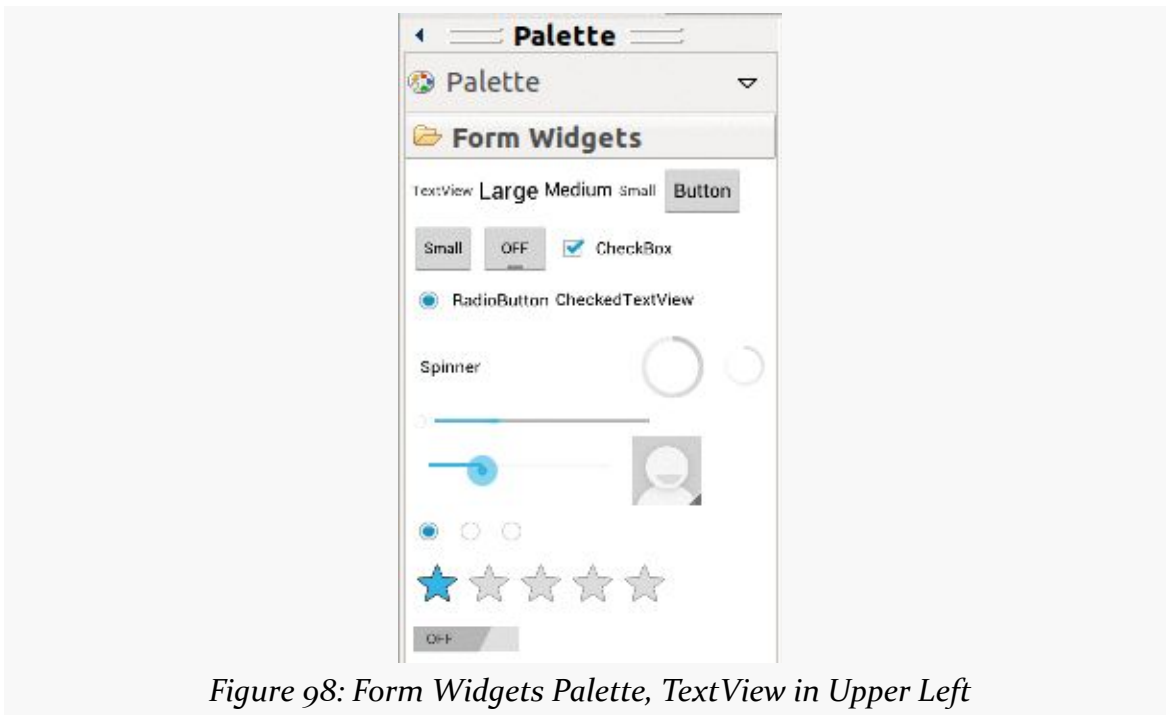 Palette
Palette
Form Widgets
TextView Large Medium Small Button
Small OFF CheckBox
RadioButton CheckedTextView
Spinner
OFF
Figure 98: Form Widgets Palette, TextView in Upper Left